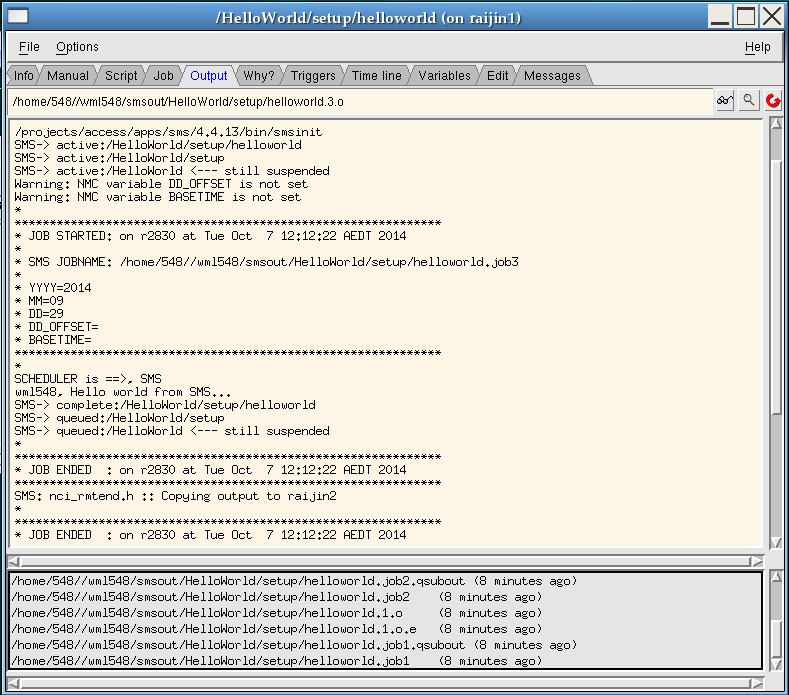 /HelloWorld/setup/helloworld (on raijin1)
File Options Help
Info Manual Script Job Output Why? Triggers Time line Variables Edit Messages
/home/548//wml548/smsout/HelloWorld/setup/helloworld.3.o
/projects/access/apps/sms/4.4.13/bin/smsinit
SMS-> active:/HelloWorld/setup/helloworld
SMS-> active:/HelloWorld/setup
SMS-> active:/HelloWorld <--- still suspended
Warning: NMC variable DD_OFFSET is not set
Warning: NMC variable BASETIME is not set
*
*************************************************************
* JOB STARTED: on r2830 at Tue Oct  7 12:12:22 AEDT 2014
*
* SMS JOBNAME: /home/548//wml548/smsout/HelloWorld/setup/helloworld.job3
*
* YYYY=2014
* MM=09
* DD=29
* DD_OFFSET=
* BASETIME=
*************************************************************
*
SCHEDULER is ==>, SMS
wml548, Hello world from SMS...
SMS-> complete:/HelloWorld/setup/helloworld
SMS-> queued:/HelloWorld/setup
SMS-> queued:/HelloWorld <--- still suspended
*
*************************************************************
* JOB ENDED  : on r2830 at Tue Oct  7 12:12:22 AEDT 2014
*************************************************************
SMS: nci_rmtend.h :: Copying output to raijin2
*
*************************************************************
* JOB ENDED  : on r2830 at Tue Oct  7 12:12:22 AEDT 2014
/home/548//wml548/smsout/HelloWorld/setup/helloworld.job2.qsubout (8 minutes ago)
/home/548//wml548/smsout/HelloWorld/setup/helloworld.job2    (8 minutes ago)
/home/548//wml548/smsout/HelloWorld/setup/helloworld.1.o     (8 minutes ago)
/home/548//wml548/smsout/HelloWorld/setup/helloworld.1.o.e   (8 minutes ago)
/home/548//wml548/smsout/HelloWorld/setup/helloworld.job1.qsubout (8 minutes ago)
/home/548//wml548/smsout/HelloWorld/setup/helloworld.job1    (8 minutes ago)